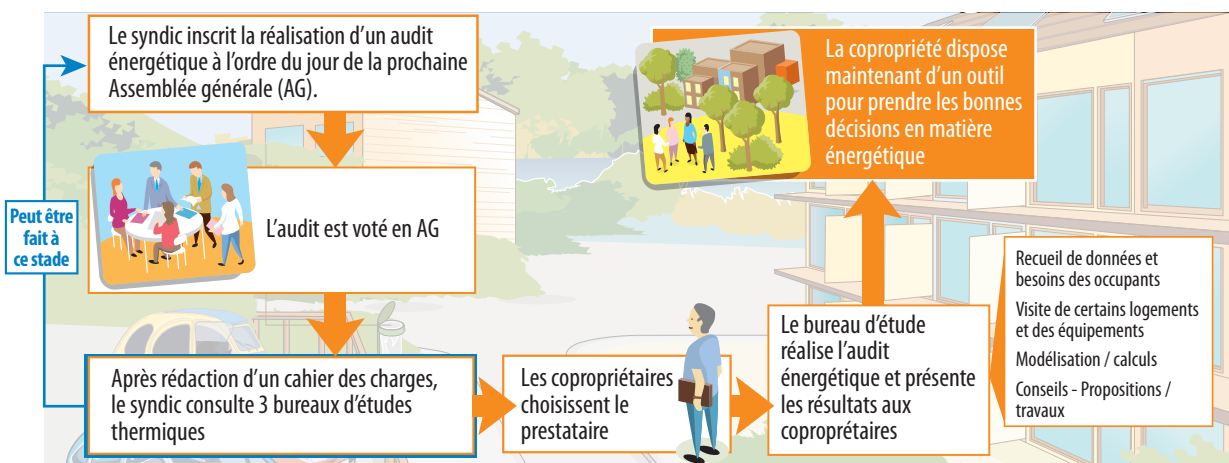 Le syndic inscrit la réalisation d'un audit
énergétique à l'ordre du jour de la prochaine
Assemblée générale (AG).
L'audit est voté en AG
Peut être
fait à
ce stade
Après rédaction d'un cahier des charges,
le syndic consulte 3 bureaux d'études
thermiques
Les copropriétaires
choisissent le
prestataire
Le bureau d'étude
réalise l'audit
énergétique et présente
les résultats aux
coproprétaires
Recueil de données et
besoins des occupants
Visite de certains logements
et des équipements
Modélisation / calculs
Conseils - Propositions /
travaux
La copropriété dispose
maintenant d'un outil
pour prendre les bonnes
décisions en matière
énergétique